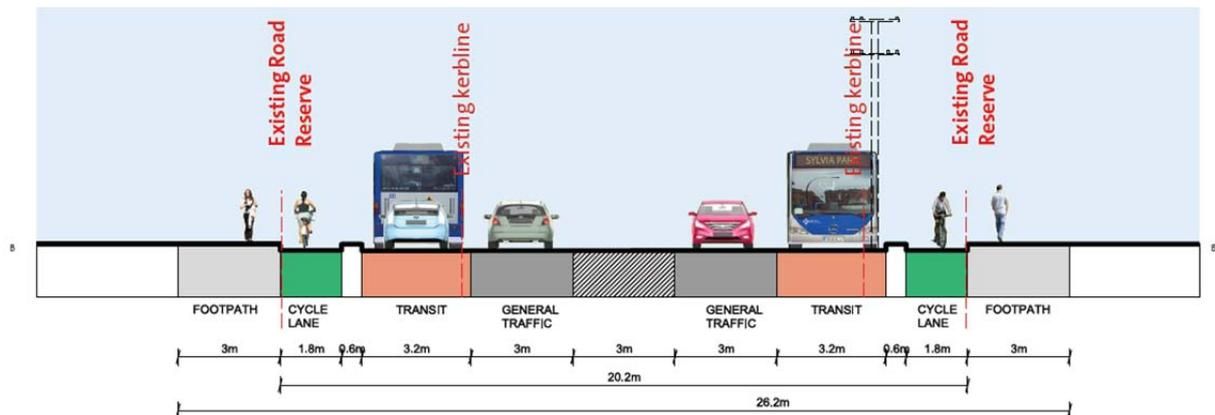 Existing Road
Reserve
Existing kerbline
Existing kerbline
Existing Road
Reserve
SYLVIA PARK
B
FOOTPATH
CYCLE
LANE
TRANSIT
GENERAL
TRAFFIC
GENERAL
TRAFFIC
TRANSIT
CYCLE
LANE
FOOTPATH
3m 1.8m 0.6m 3.2m 3m 3m 3m 3.2m 0.6m 1.8m 3m
20.2m
26.2m